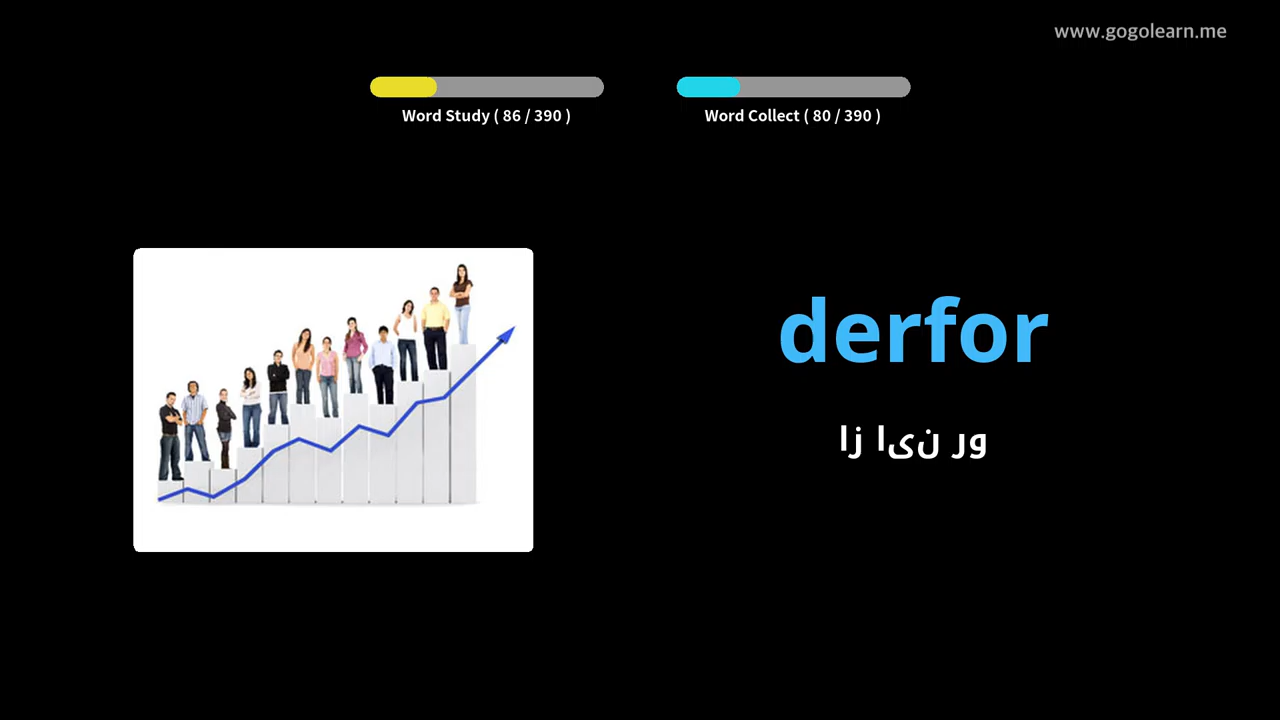 www.gogolearn.me
Word Study ( 86 / 390 )
Word Collect ( 80 / 390 )
derfor
از این رو